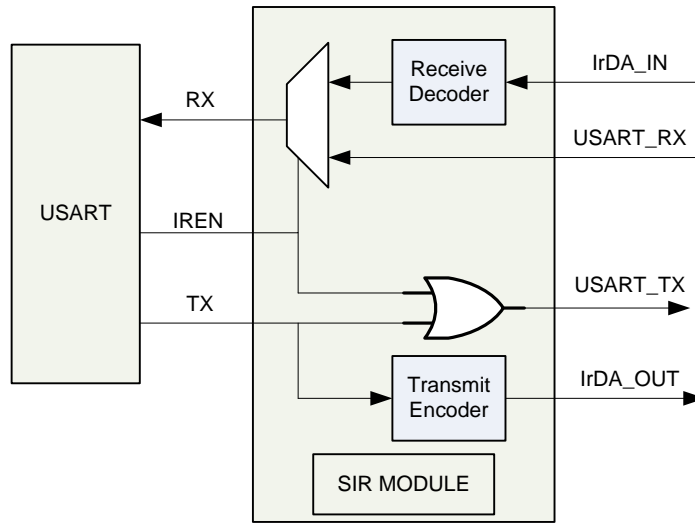 Receive
Decoder
IrDA_IN
RX
USART_RX
USART
IREN
TX
USART_TX
Transmit
Encoder
IrDA_OUT
SIR MODULE